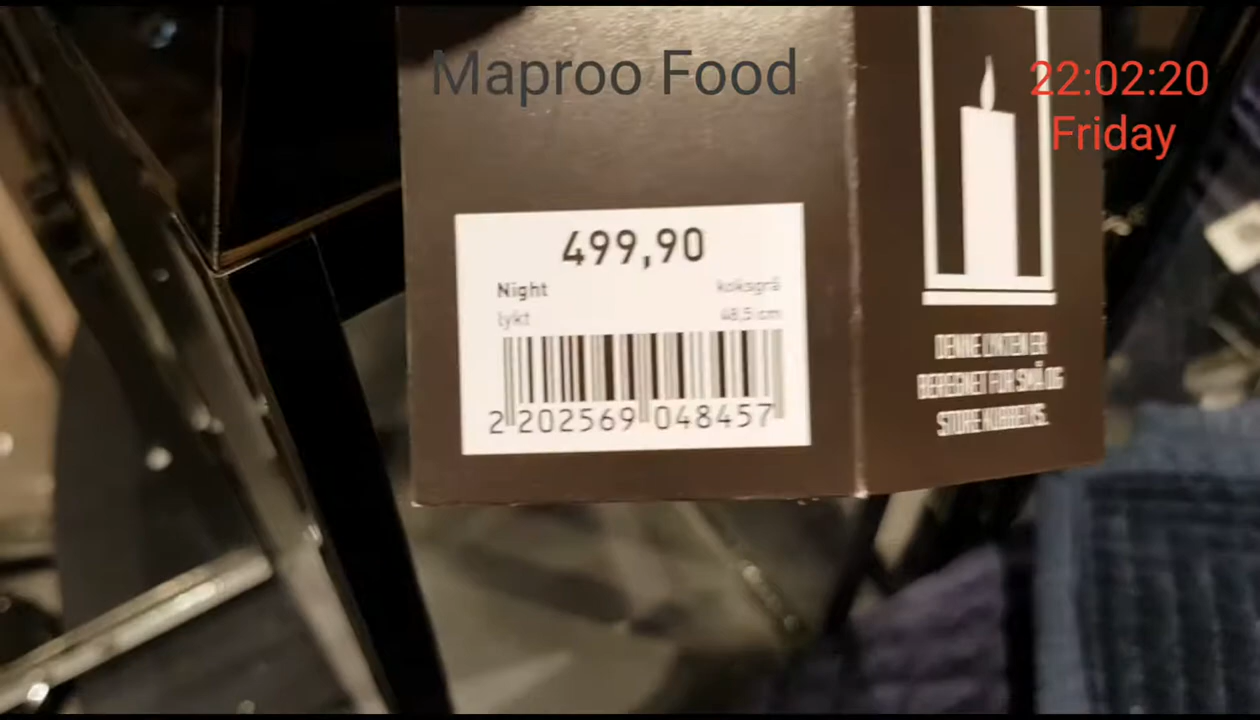 Maproo Food
22:02:20
Friday
499,90
Night koksgrå
lykt 48,5 cm
2 202569 048457
DENNE LYKTEN ER
BEREGNET FOR SMÅ OG
STORE